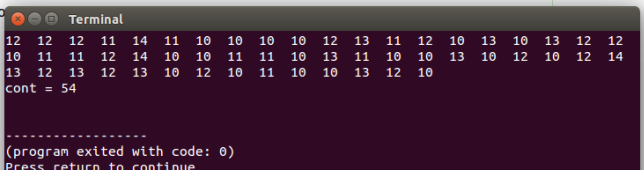 Terminal
12 12 12 11 14 11 10 10 10 10 12 13 11 12 10 13 10 13 12 12
10 11 11 12 14 10 10 11 11 10 13 11 10 10 13 10 12 10 12 14
13 12 13 12 13 10 12 10 11 10 10 13 12 10
cont = 54
------------------
(program exited with code: 0)
Press return to continue